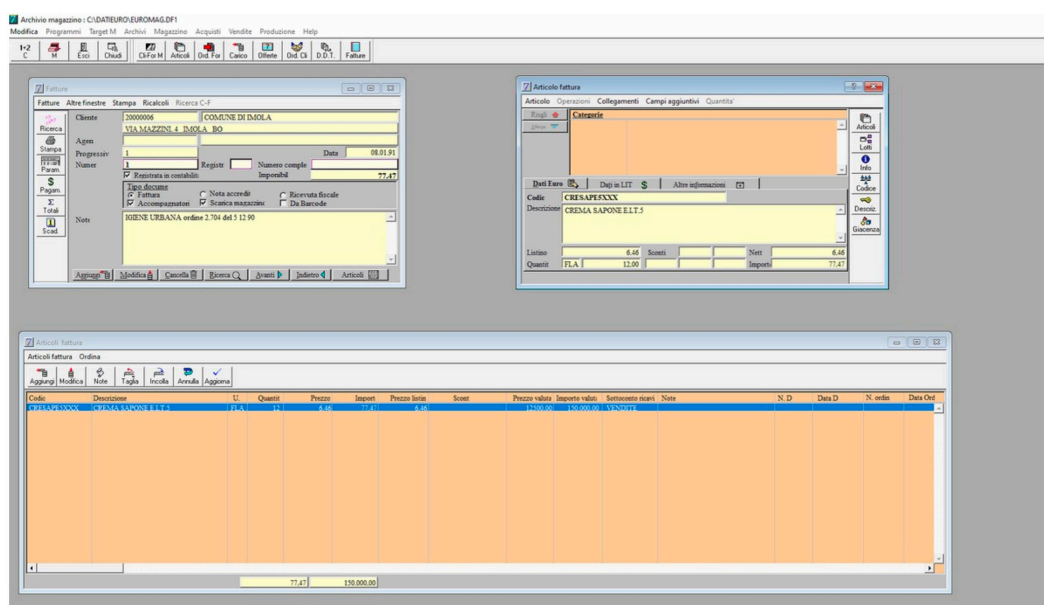 Archivio magazzino : C:\DATIEURO\EUROMAG.DF1
Modifica Programmi Target M Archivi Magazzino Acquisti Vendite Produzione Help
1+2
C M Esci Chiudi Cli-For M Articoli Ord. For Carico Offerte Ord. Cli D.D.T. Fatture
Fatture
Fatture Altre finestre Stampa Ricalcoli Ricerca C-F
Ricerca
Stampa
Param.
Pagam.
Totali
Scad.
Cliente 20000006 COMUNE DI IMOLA
VIA MAZZINI, 4 IMOLA BO
Agen
Progressiv 1 Data 08.01.91
Numer 1 Registr Numero comple
Registrata in contabilit Imponibil 77.47
Tipo docume
Fattura Nota accredit Ricevuta fiscale
Accompagnatori Scarica magazzinc Da Barcode
Note IGIENE URBANA ordine 2.704 del 5 12 90
Aggiungi Modifica Cancella Ricerca Avanti Indietro Articoli
Articolo fattura
Articolo Operazioni Collegamenti Campi aggiuntivi Quantita'
Categorie
Dati Euro Dati in LIT $ Altre informazioni
Codice CRESAPE5XXX
Descrizione CREMA SAPONE E.LT.5
Listino 6,46 Sconti Nett 6,46
Quantit FLA 12,00 Import 77,47
Articoli
Lotti
Info
Codice
Descriz.
Giacenza
Articoli fattura
Articoli fattura Ordina
Aggiungi Modifica Note Taglia Incolla Annulla Aggiorna
Codic Descrizione U. Quantit Prezzo Import Prezzo listin Scont Prezzo valuta Importo valuti Sottoconto ricavi Note N. D Data D N. ordin Data Ord
CRESAPE5XXX CREMA SAPONE E.LT.5 FLA 12 6,46 77,47 6,46 12500,00 150.000,00 VENDITE
77,47 150.000,00